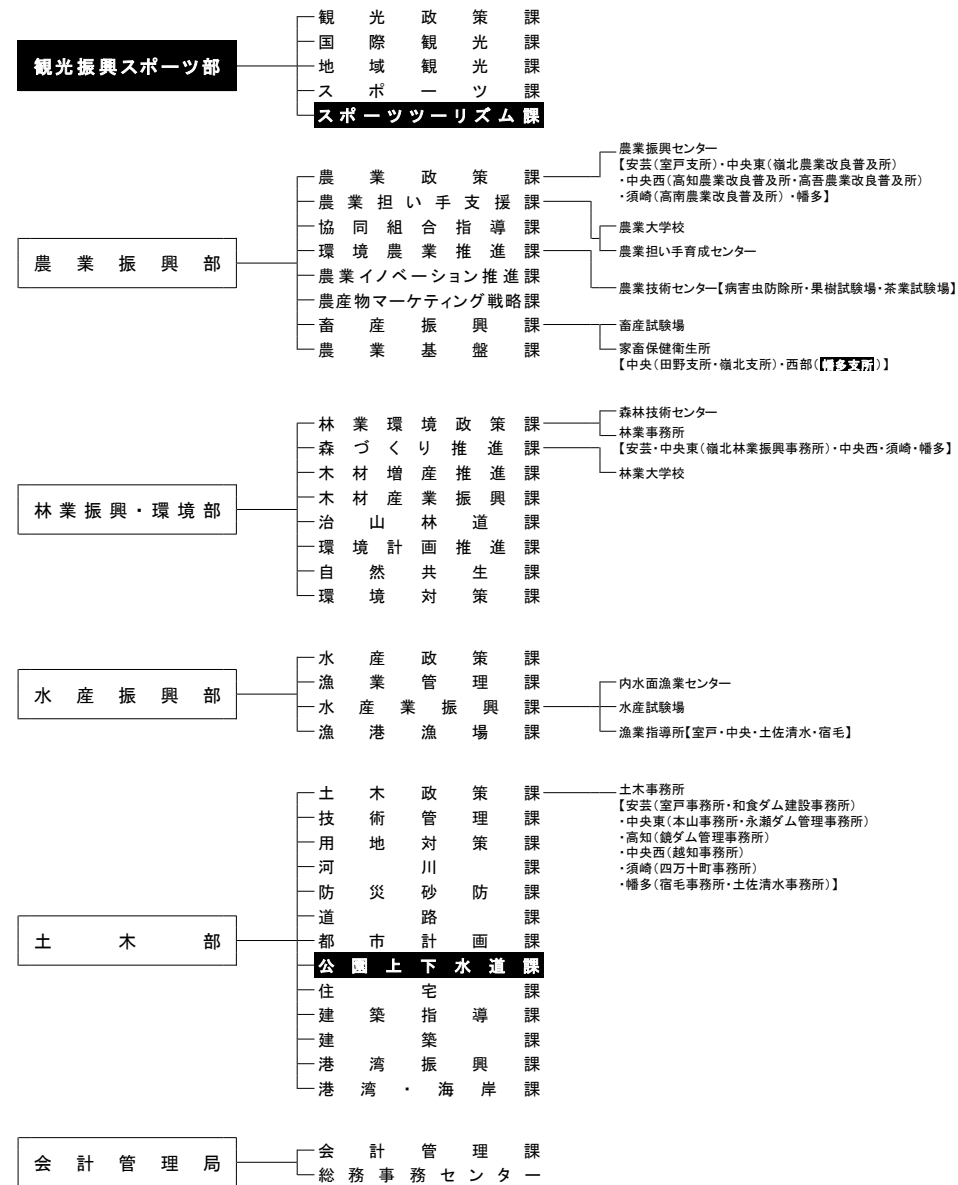 観光振興スポーツ部
観光政策課
国際観光課
地域観光課
スポーツ課
スポーツツーリズム課
農業振興部
農業政策課
農業担い手支援課
協同組合指導課
環境農業推進課
農業イノベーション推進課
農産物マーケティング戦略課
畜産振興課
農業基盤課
農業振興センター
【安芸(室戸支所)・中央東(嶺北農業改良普及所)
・中央西(高知農業改良普及所・高吾農業改良普及所)
・須崎(高南農業改良普及所)・幡多】
農業大学校
農業担い手育成センター
農業技術センター【病害虫防除所・果樹試験場・茶業試験場】
畜産試験場
家畜保健衛生所
【中央(田野支所・嶺北支所)・西部(幡多支所)】
林業振興・環境部
林業環境政策課
森づくり推進課
木材増産推進課
木材産業振興課
治山林道課
環境計画推進課
自然共生課
環境対策課
森林技術センター
林業事務所
【安芸・中央東(嶺北林業振興事務所)・中央西・須崎・幡多】
林業大学校
水産振興部
水産政策課
漁業管理課
水産業振興課
漁港漁場課
内水面漁業センター
水産試験場
漁業指導所【室戸・中央・土佐清水・宿毛】
土木部
土木政策課
技術管理課
用地対策課
河川課
防災砂防課
道路課
都市計画課
公園上下水道課
住宅課
建築指導課
建築課
港湾振興課
港湾・海岸課
土木事務所
【安芸(室戸事務所・和食ダム建設事務所)
・中央東(本山事務所・永瀬ダム管理事務所)
・高知(鏡ダム管理事務所)
・中央西(越知事務所)
・須崎(四万十町事務所)
・幡多(宿毛事務所・土佐清水事務所)】
会計管理局
会計管理課
総務事務センター